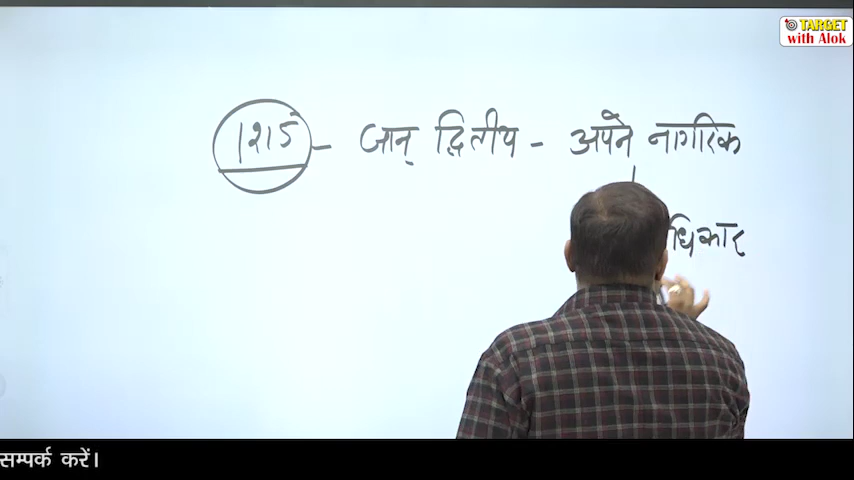 TARGET
with Alok
1215 - जान् द्वितीय - अपने नागरिक
धिकार
सम्पर्क करें।